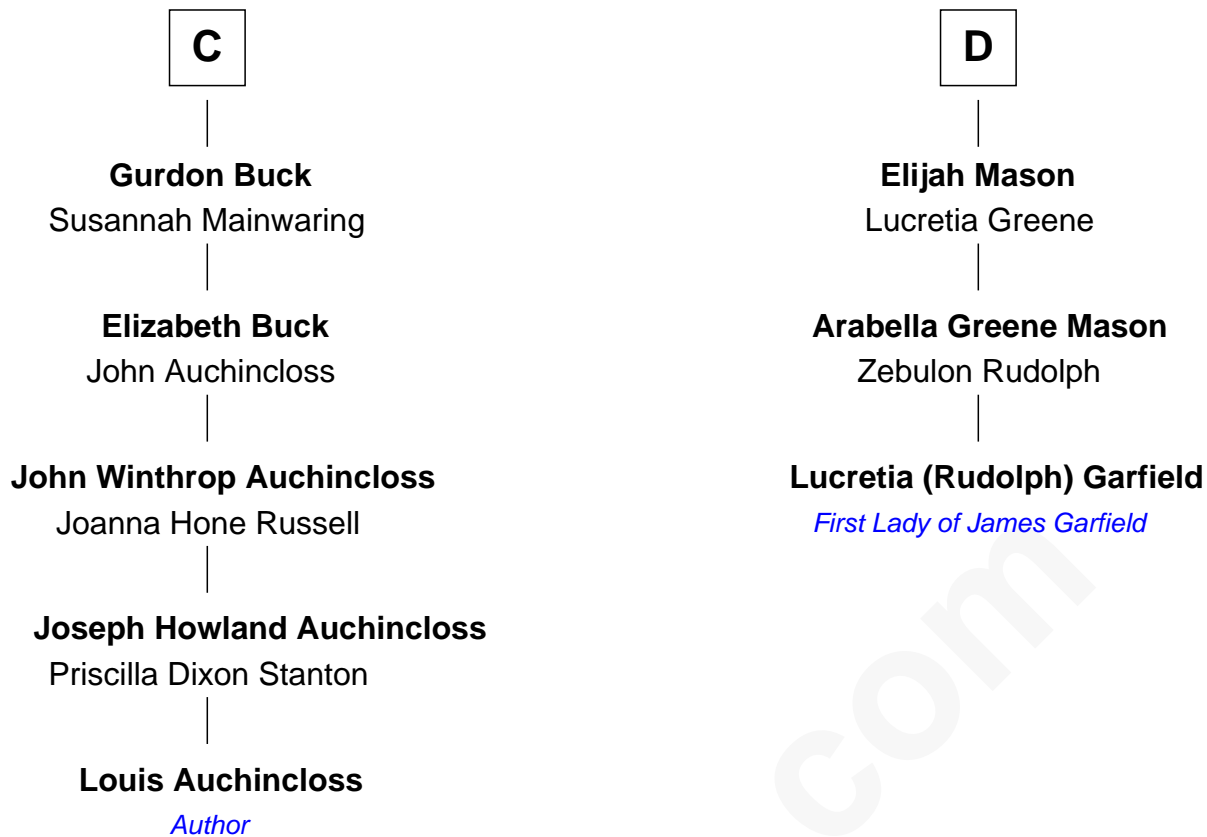 C
Gurdon Buck
Susannah Mainwaring
Elizabeth Buck
John Auchincloss
John Winthrop Auchincloss
Joanna Hone Russell
Joseph Howland Auchincloss
Priscilla Dixon Stanton
Louis Auchincloss
Author
D
Elijah Mason
Lucretia Greene
Arabella Greene Mason
Zebulon Rudolph
Lucretia (Rudolph) Garfield
First Lady of James Garfield
com